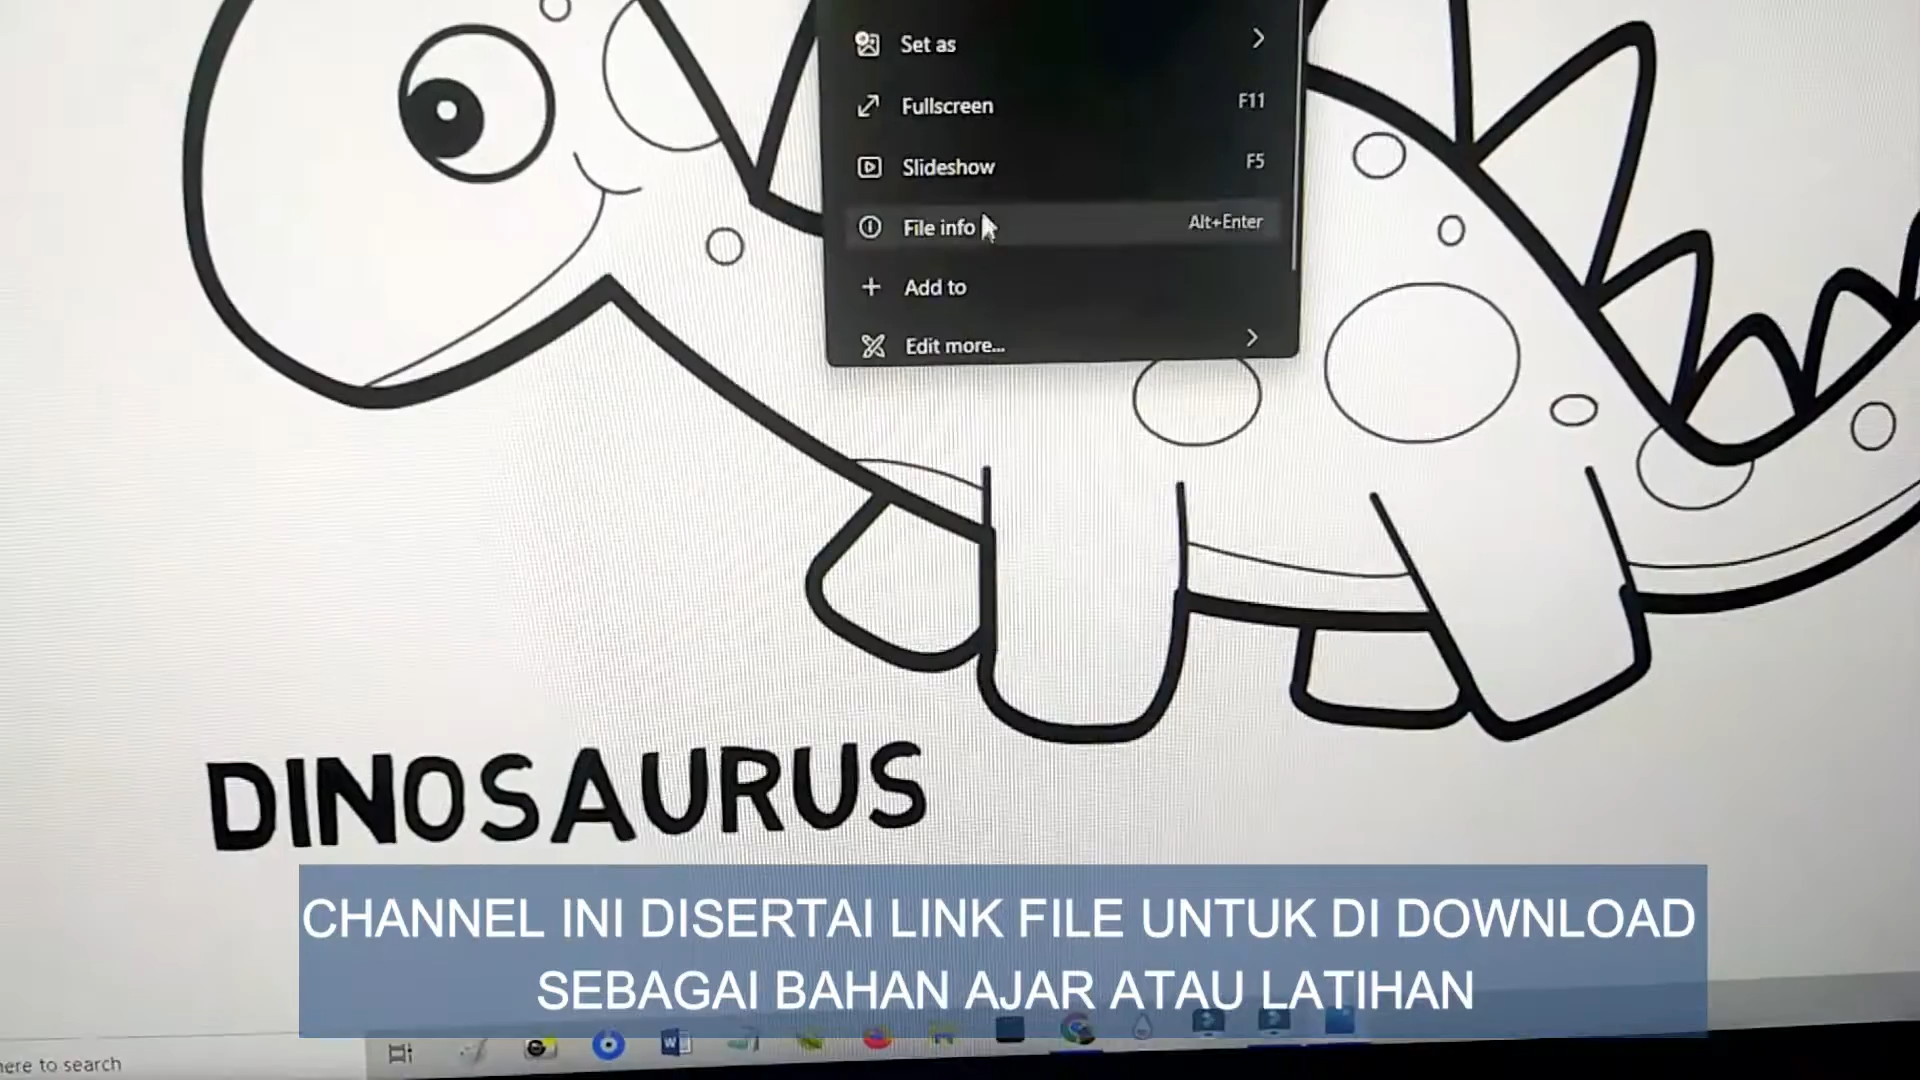 Set as
Fullscreen F11
Slideshow F5
File info Alt+Enter
Add to
Edit more...
DINOSAURUS
CHANNEL INI DISERTAI LINK FILE UNTUK DI DOWNLOAD
SEBAGAI BAHAN AJAR ATAU LATIHAN
here to search